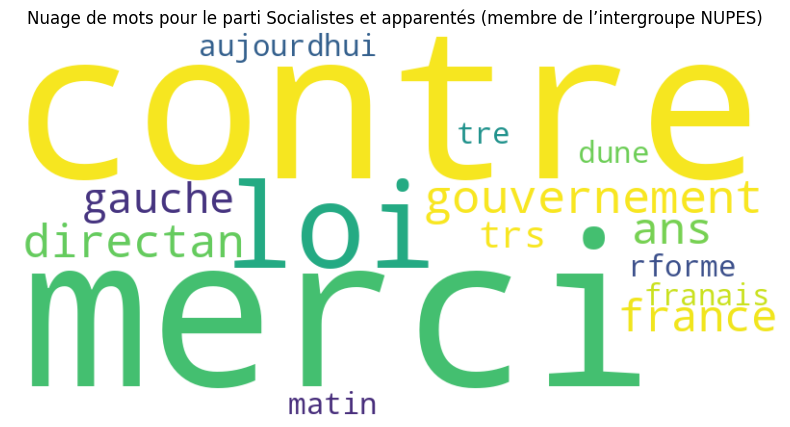 Nuage de mots pour le parti Socialistes et apparentés (membre de l’intergroupe NUPES)
aujourdhui
contre
tre
dune
gauche
loi
gouvernement
directan
trs
ans
rforme
franais
france
merci
matin